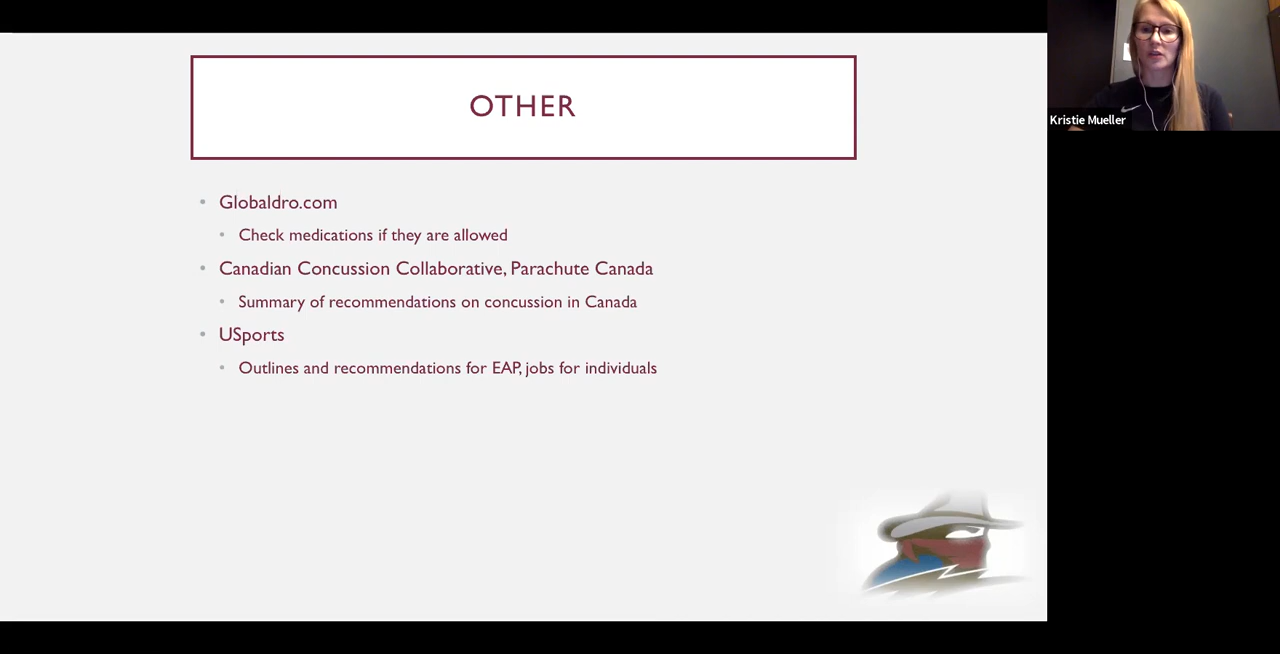 OTHER
Globaldro.com
Check medications if they are allowed
Canadian Concussion Collaborative, Parachute Canada
Summary of recommendations on concussion in Canada
USports
Outlines and recommendations for EAP, jobs for individuals
Kristie Mueller